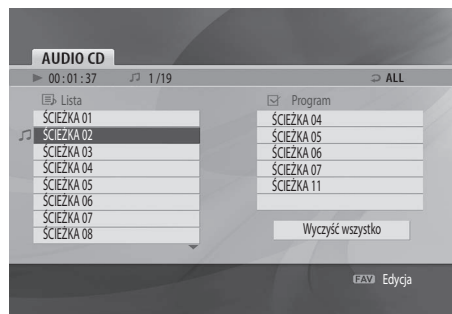 AUDIO CD
00:01:37 1/19 ALL
Lista
ŚCIEŻKA 01
ŚCIEŻKA 02
ŚCIEŻKA 03
ŚCIEŻKA 04
ŚCIEŻKA 05
ŚCIEŻKA 06
ŚCIEŻKA 07
ŚCIEŻKA 08
Program
ŚCIEŻKA 04
ŚCIEŻKA 05
ŚCIEŻKA 06
ŚCIEŻKA 07
ŚCIEŻKA 11
Wyczyść wszystko
FAV Edycja